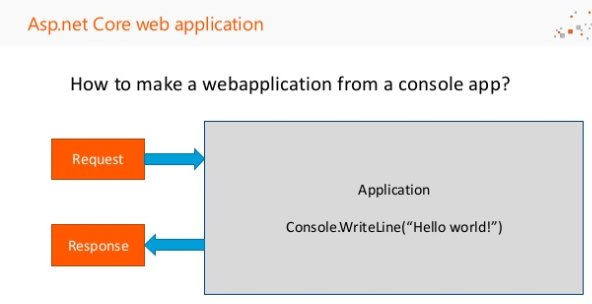 Asp.net Core web application
How to make a webapplication from a console app?
Request
Application
Console.WriteLine(“Hello world!”)
Response